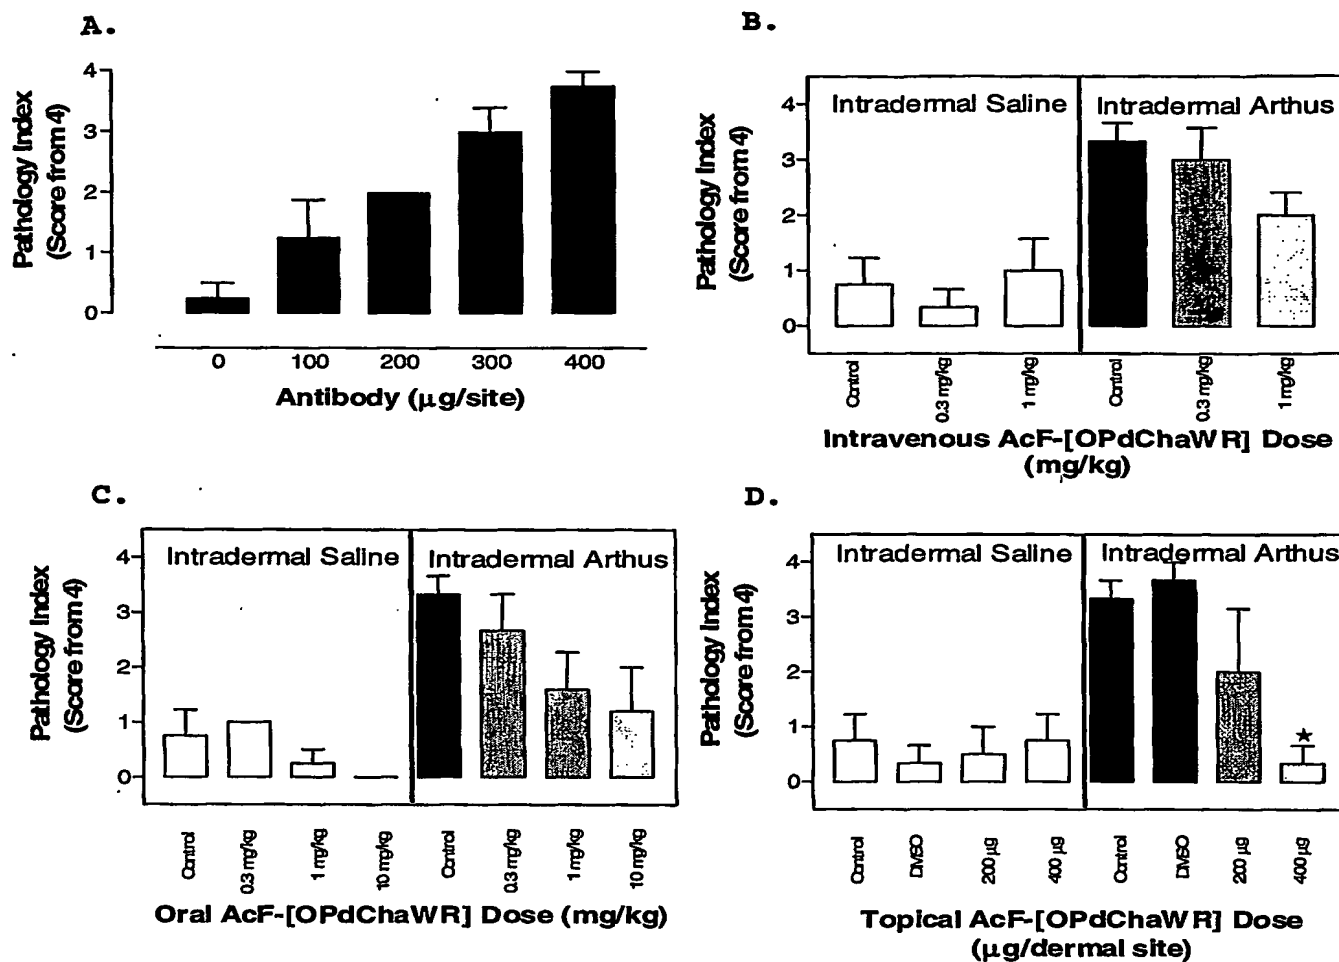 A.
Pathology Index
(Score from 4)
4
3
2
1
0
0 100 200 300 400
Antibody (μg/site)
B.
Pathology Index
(Score from 4)
4
3
2
1
0
Intradermal Saline
Intradermal Arthus
Control
0.3 mg/kg
1 mg/kg
Control
0.3 mg/kg
1 mg/kg
Intravenous AcF-[OPdChaWR] Dose
(mg/kg)
C.
Pathology Index
(Score from 4)
4
3
2
1
0
Intradermal Saline
Intradermal Arthus
Control
0.3 mg/kg
1 mg/kg
10 mg/kg
Control
0.3 mg/kg
1 mg/kg
10 mg/kg
Oral AcF-[OPdChaWR] Dose (mg/kg)
D.
Pathology Index
(Score from 4)
4
3
2
1
0
Intradermal Saline
Intradermal Arthus
★
Control
DMSO
200 μg
400 μg
Control
DMSO
200 μg
400 μg
Topical AcF-[OPdChaWR] Dose
(μg/dermal site)